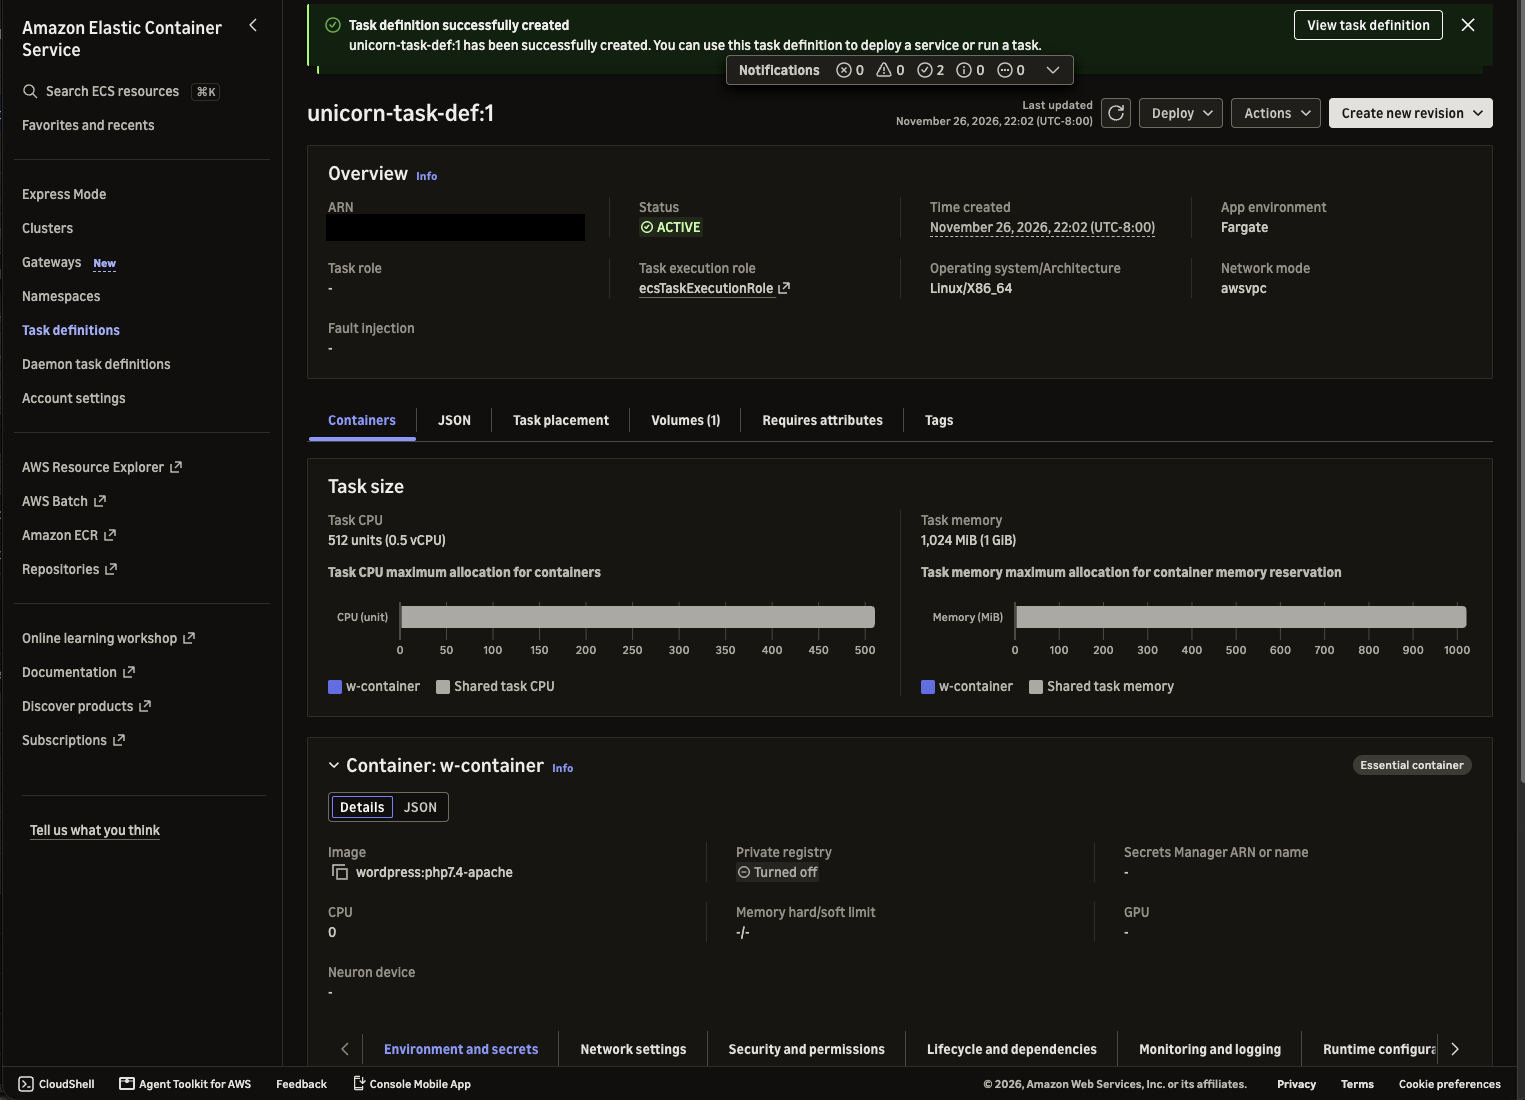 Amazon Elastic Container
Service
Search ECS resources ⌘K
Favorites and recents
Express Mode
Clusters
Gateways New
Namespaces
Task definitions
Daemon task definitions
Account settings
AWS Resource Explorer
AWS Batch
Amazon ECR
Repositories
Online learning workshop
Documentation
Discover products
Subscriptions
Tell us what you think
Task definition successfully created
unicorn-task-def:1 has been successfully created. You can use this task definition to deploy a service or run a task.
View task definition
Notifications 0 0 2 0 0
unicorn-task-def:1
Last updated
November 26, 2026, 22:02 (UTC-8:00)
Deploy
Actions
Create new revision
Overview Info
ARN
Status
ACTIVE
Time created
November 26, 2026, 22:02 (UTC-8:00)
App environment
Fargate
Task role
-
Task execution role
ecsTaskExecutionRole
Operating system/Architecture
Linux/X86_64
Network mode
awsvpc
Fault injection
-
Containers JSON Task placement Volumes (1) Requires attributes Tags
Task size
Task CPU
512 units (0.5 vCPU)
Task CPU maximum allocation for containers
CPU (unit)
0 50 100 150 200 250 300 350 400 450 500
w-container Shared task CPU
Task memory
1,024 MiB (1 GiB)
Task memory maximum allocation for container memory reservation
Memory (MiB)
0 100 200 300 400 500 600 700 800 900 1000
w-container Shared task memory
Container: w-container Info
Essential container
Details JSON
Image
wordpress:php7.4-apache
Private registry
Turned off
Secrets Manager ARN or name
-
CPU
0
Memory hard/soft limit
-/-
GPU
-
Neuron device
-
Environment and secrets Network settings Security and permissions Lifecycle and dependencies Monitoring and logging Runtime configura
CloudShell Agent Toolkit for AWS Feedback Console Mobile App
© 2026, Amazon Web Services, Inc. or its affiliates. Privacy Terms Cookie preferences